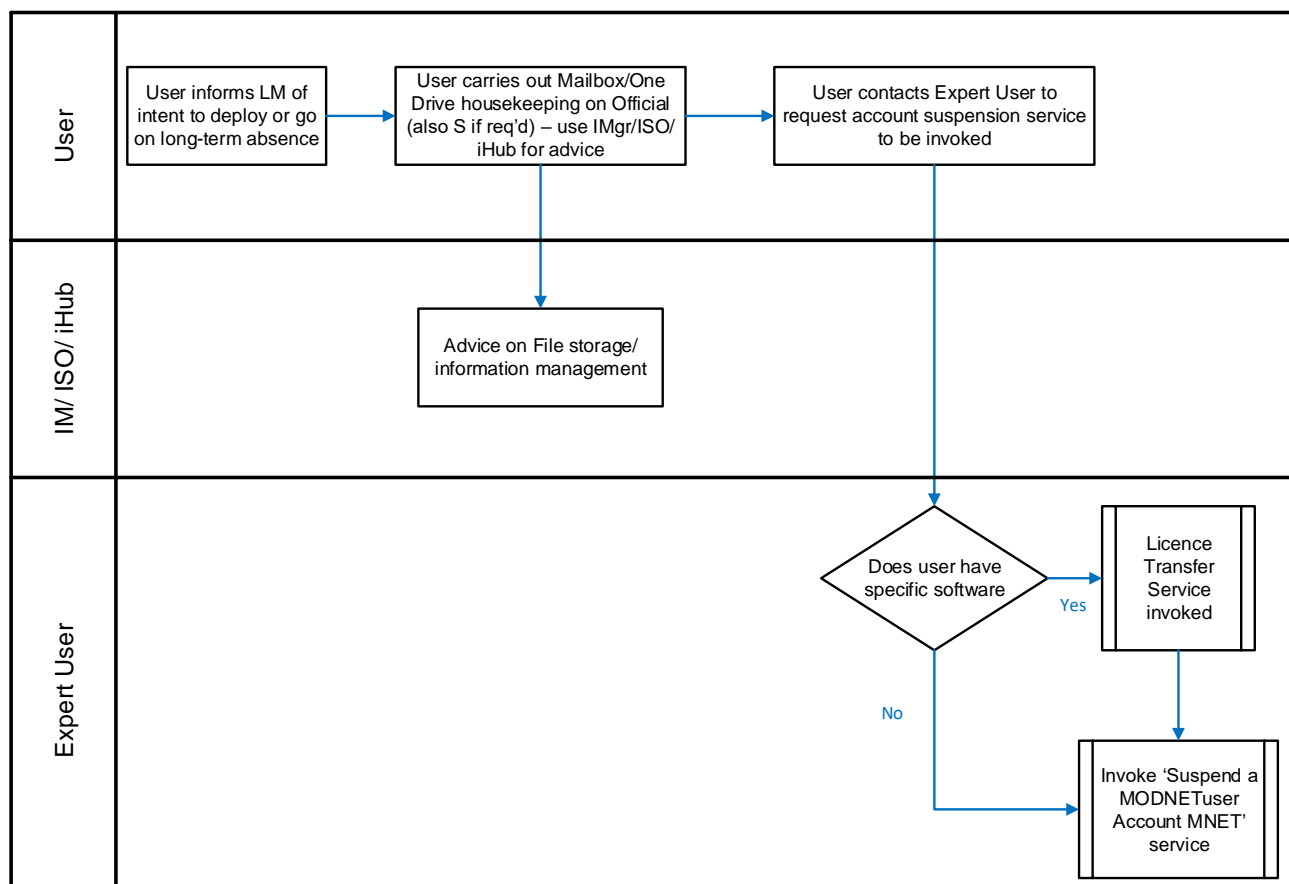 User
User informs LM of
intent to deploy or go
on long-term absence
User carries out Mailbox/One
Drive housekeeping on Official
(also S if req’d) – use IMgr/ISO/
iHub for advice
User contacts Expert User to
request account suspension service
to be invoked
IM/ ISO/ iHub
Advice on File storage/
information management
Expert User
Does user have
specific software
Yes
Licence
Transfer
Service
invoked
No
Invoke ‘Suspend a
MODNETuser
Account MNET’
service